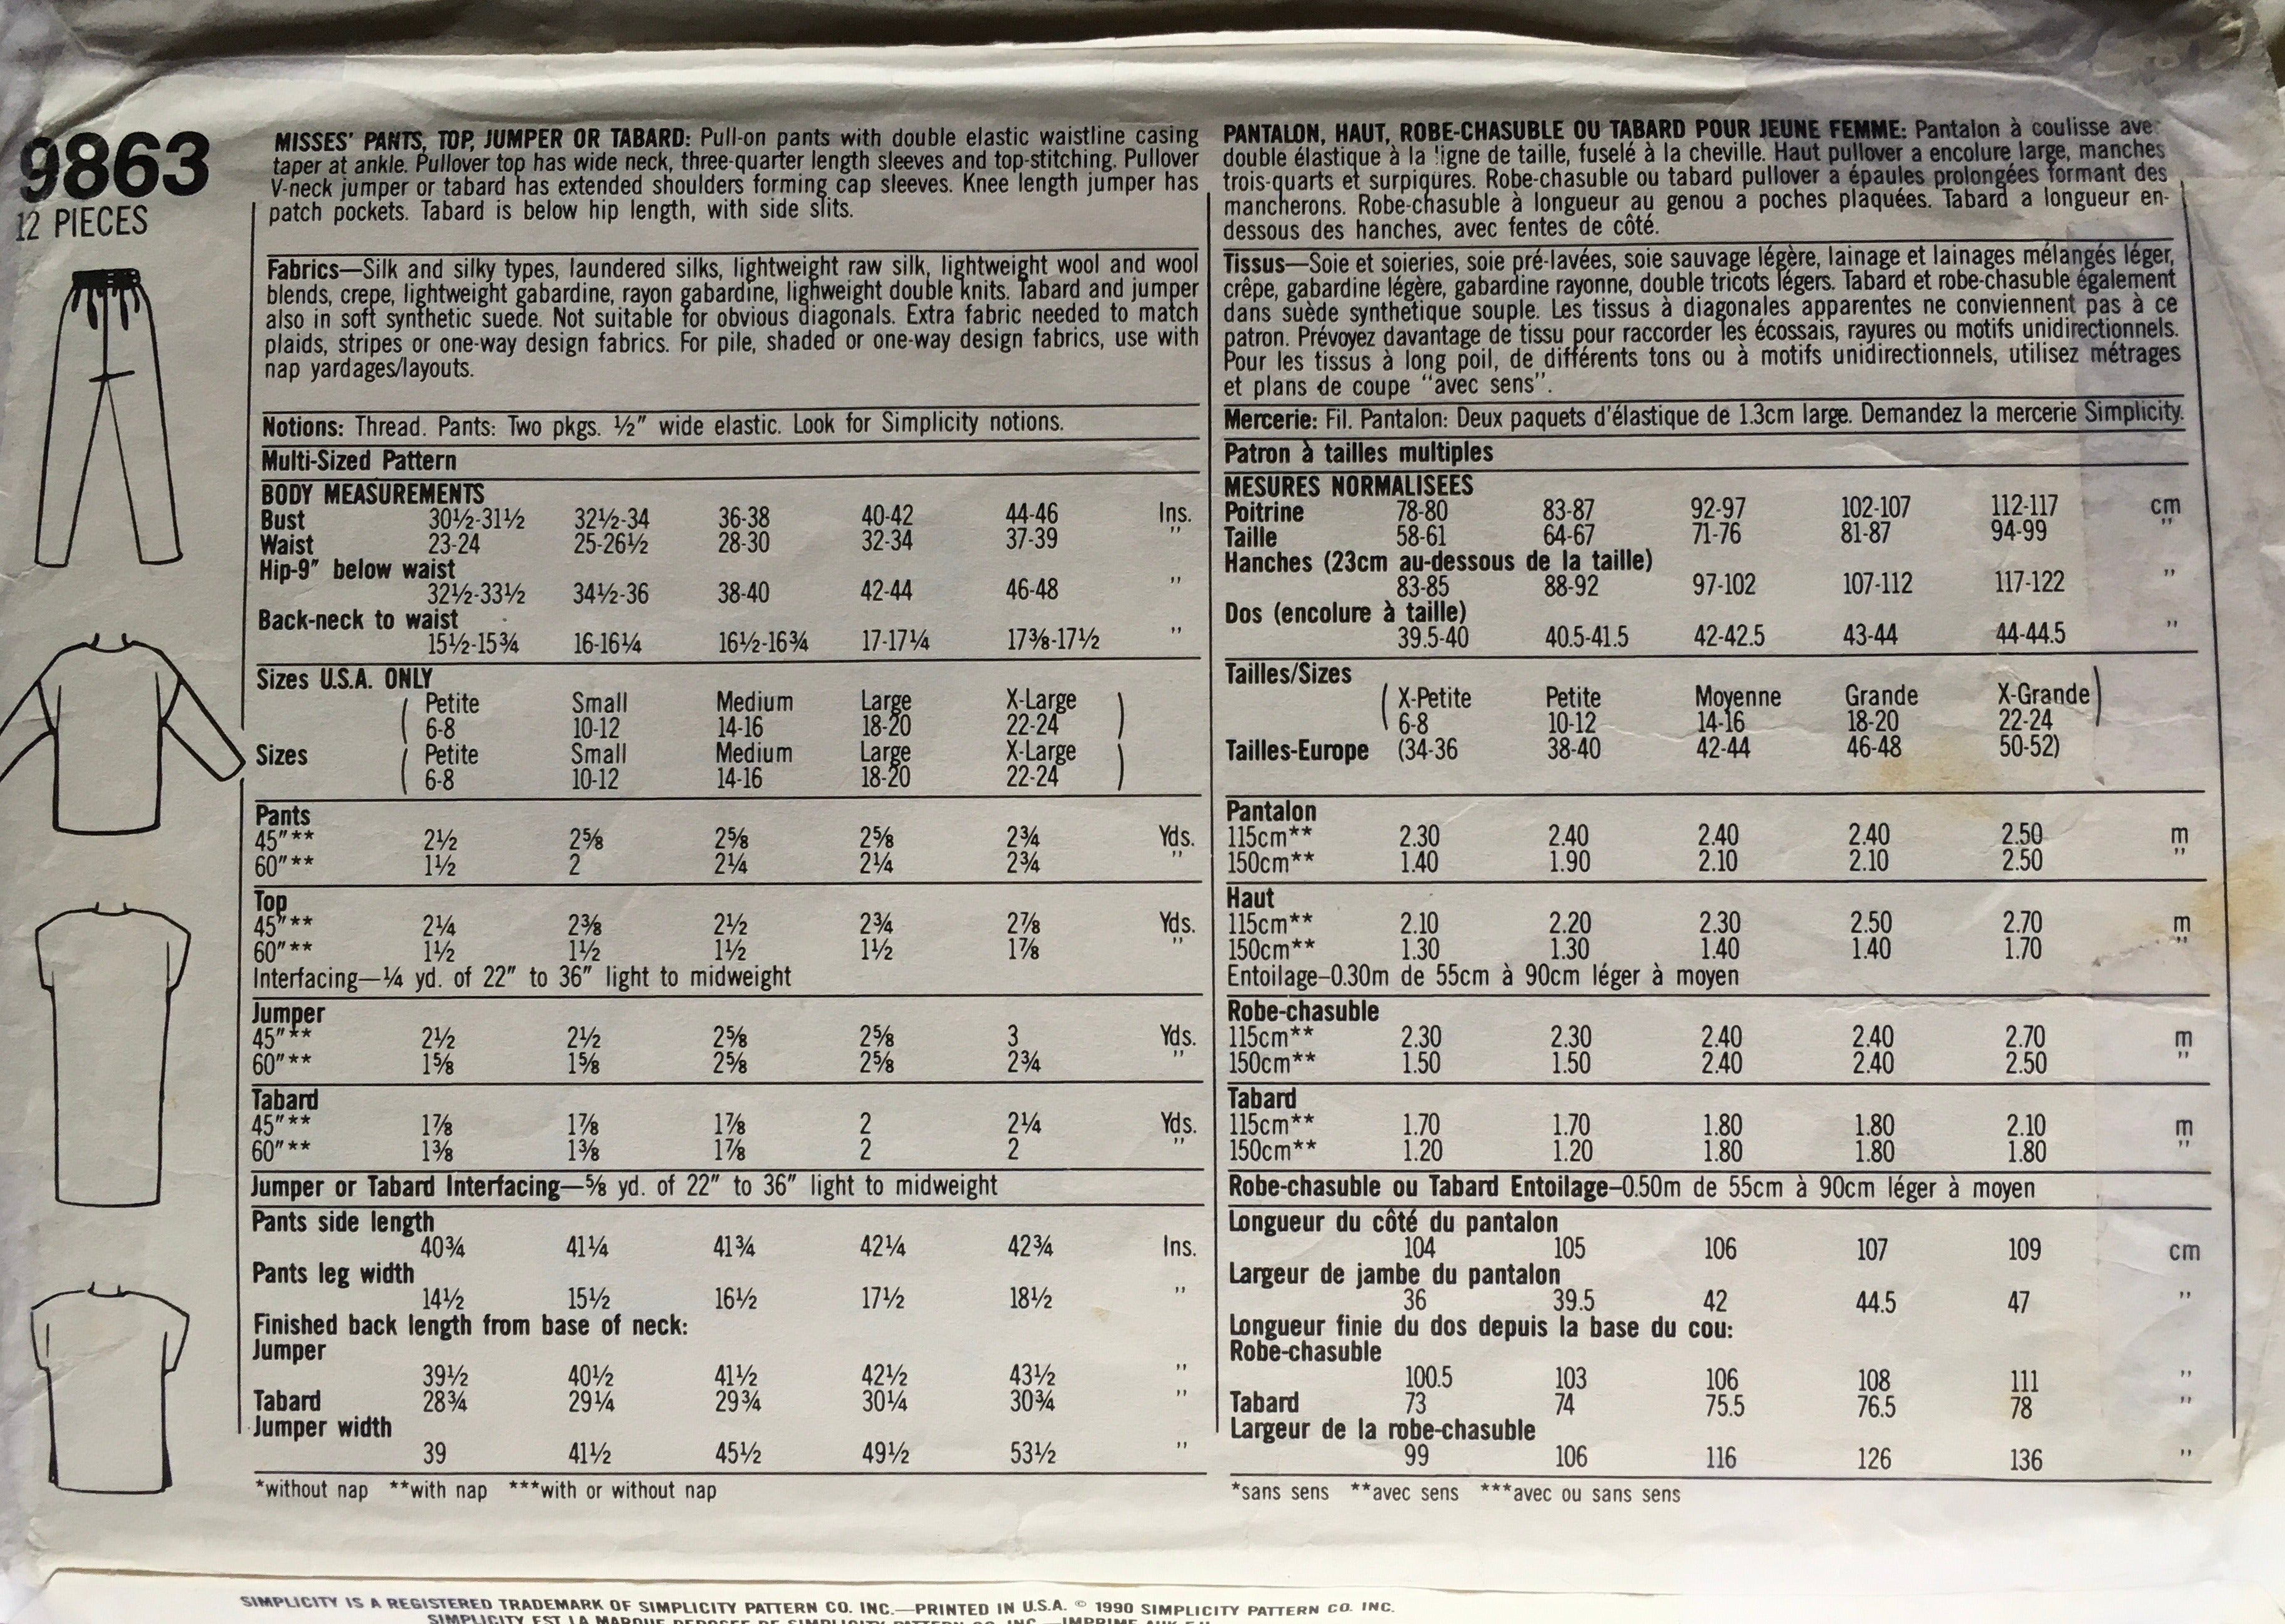 9863
12 PIECES
MISSES' PANTS, TOP, JUMPER OR TABARD: Pull-on pants with double elastic waistline casing
taper at ankle. Pullover top has wide neck, three-quarter length sleeves and top-stitching. Pullover
V-neck jumper or tabard has extended shoulders forming cap sleeves. Knee length jumper has
patch pockets. Tabard is below hip length, with side slits.
Fabrics—Silk and silky types, laundered silks, lightweight raw silk, lightweight wool and wool
blends, crepe, lightweight gabardine, rayon gabardine, lighweight double knits. Tabard and jumper
also in soft synthetic suede. Not suitable for obvious diagonals. Extra fabric needed to match
plaids, stripes or one-way design fabrics. For pile, shaded or one-way design fabrics, use with
nap yardages/layouts.
Notions: Thread. Pants: Two pkgs. ½" wide elastic. Look for Simplicity notions.
Multi-Sized Pattern
BODY MEASUREMENTS
Bust 30½-31½ 32½-34 36-38 40-42 44-46 Ins.
Waist 23-24 25-26½ 28-30 32-34 37-39 "
Hip-9" below waist
32½-33½ 34½-36 38-40 42-44 46-48 "
Back-neck to waist
15½-15¾ 16-16¼ 16½-16¾ 17-17¼ 17⅜-17½ "
Sizes U.S.A. ONLY
( Petite Small Medium Large X-Large )
6-8 10-12 14-16 18-20 22-24
Sizes ( Petite Small Medium Large X-Large )
6-8 10-12 14-16 18-20 22-24
Pants
45"** 2½ 2⅝ 2⅝ 2⅝ 2¾ Yds.
60"** 1½ 2 2¼ 2¼ 2¾ "
Top
45"** 2¼ 2⅜ 2½ 2¾ 2⅞ Yds.
60"** 1½ 1½ 1½ 1½ 1⅞ "
Interfacing—¼ yd. of 22" to 36" light to midweight
Jumper
45"** 2½ 2½ 2⅝ 2⅝ 3 Yds.
60"** 1⅝ 1⅝ 2⅝ 2⅝ 2¾ "
Tabard
45"** 1⅞ 1⅞ 1⅞ 2 2¼ Yds.
60"** 1⅜ 1⅜ 1⅞ 2 2 "
Jumper or Tabard Interfacing—⅝ yd. of 22" to 36" light to midweight
Pants side length
40¾ 41¼ 41¾ 42¼ 42¾ Ins.
Pants leg width
14½ 15½ 16½ 17½ 18½ "
Finished back length from base of neck:
Jumper
39½ 40½ 41½ 42½ 43½ "
Tabard 28¾ 29¼ 29¾ 30¼ 30¾ "
Jumper width
39 41½ 45½ 49½ 53½ "
*without nap **with nap ***with or without nap
PANTALON, HAUT, ROBE-CHASUBLE OU TABARD POUR JEUNE FEMME: Pantalon à coulisse ave
double élastique à la ligne de taille, fuselé à la cheville. Haut pullover a encolure large, manches
trois-quarts et surpiqûres. Robe-chasuble ou tabard pullover a épaules prolongées formant des
mancherons. Robe-chasuble à longueur au genou a poches plaquées. Tabard a longueur en-
dessous des hanches, avec fentes de côté.
Tissus—Soie et soieries, soie pré-lavées, soie sauvage légère, lainage et lainages mélangés léger,
crêpe, gabardine légère, gabardine rayonne, double tricots légers. Tabard et robe-chasuble également
dans suède synthetique souple. Les tissus à diagonales apparentes ne conviennent pas à ce
patron. Prévoyez davantage de tissu pour raccorder les écossais, rayures ou motifs unidirectionnels.
Pour les tissus à long poil, de différents tons ou à motifs unidirectionnels, utilisez métrages
et plans de coupe "avec sens".
Mercerie: Fil. Pantalon: Deux paquets d'élastique de 1.3cm large. Demandez la mercerie Simplicity.
Patron à tailles multiples
MESURES NORMALISEES
Poitrine 78-80 83-87 92-97 102-107 112-117 cm
Taille 58-61 64-67 71-76 81-87 94-99 "
Hanches (23cm au-dessous de la taille)
83-85 88-92 97-102 107-112 117-122 "
Dos (encolure à taille)
39.5-40 40.5-41.5 42-42.5 43-44 44-44.5 "
Tailles/Sizes
( X-Petite Petite Moyenne Grande X-Grande )
6-8 10-12 14-16 18-20 22-24
Tailles-Europe (34-36 38-40 42-44 46-48 50-52)
Pantalon
115cm** 2.30 2.40 2.40 2.40 2.50 m
150cm** 1.40 1.90 2.10 2.10 2.50 "
Haut
115cm** 2.10 2.20 2.30 2.50 2.70 m
150cm** 1.30 1.30 1.40 1.40 1.70 "
Entoilage–0.30m de 55cm à 90cm léger à moyen
Robe-chasuble
115cm** 2.30 2.30 2.40 2.40 2.70 m
150cm** 1.50 1.50 2.40 2.40 2.50 "
Tabard
115cm** 1.70 1.70 1.80 1.80 2.10 m
150cm** 1.20 1.20 1.80 1.80 1.80 "
Robe-chasuble ou Tabard Entoilage–0.50m de 55cm à 90cm léger à moyen
Longueur du côté du pantalon
104 105 106 107 109 cm
Largeur de jambe du pantalon
36 39.5 42 44.5 47 "
Longueur finie du dos depuis la base du cou:
Robe-chasuble
100.5 103 106 108 111 "
Tabard 73 74 75.5 76.5 78 "
Largeur de la robe-chasuble
99 106 116 126 136 "
*sans sens **avec sens ***avec ou sans sens
SIMPLICITY IS A REGISTERED TRADEMARK OF SIMPLICITY PATTERN CO. INC.—PRINTED IN U.S.A. © 1990 SIMPLICITY PATTERN CO. INC.
SIMPLICITY EST LA MARQUE